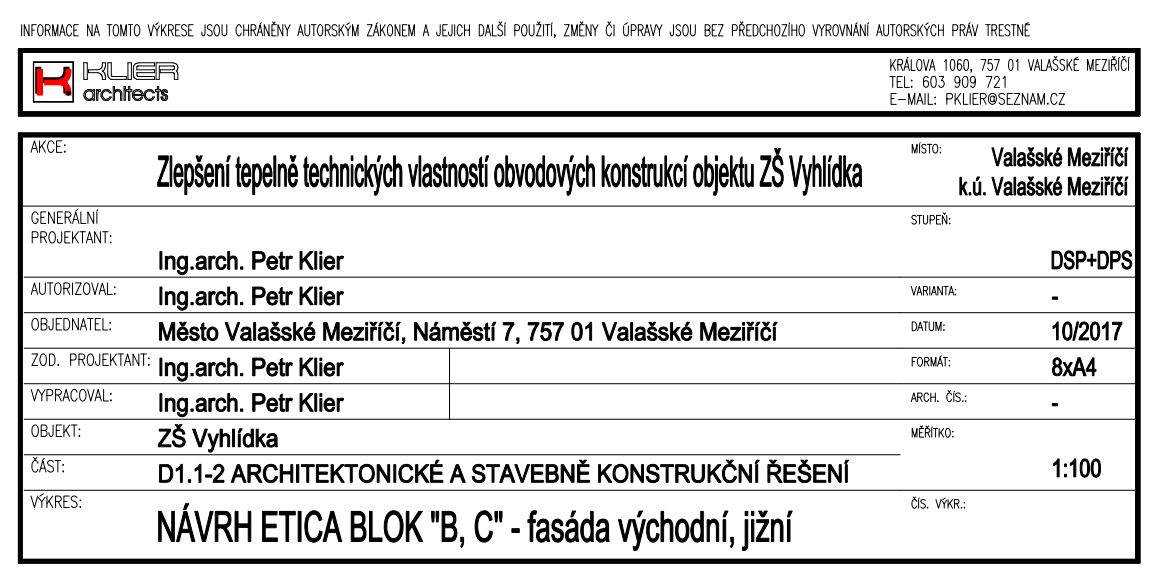 INFORMACE NA TOMTO VÝKRESE JSOU CHRÁNĚNY AUTORSKÝM ZÁKONEM A JEJICH DALŠÍ POUŽITÍ, ZMĚNY ČI ÚPRAVY JSOU BEZ PŘEDCHOZÍHO VYROVNÁNÍ AUTORSKÝCH PRÁV TRESTNÉ
KLIER
architects
KRÁLOVA 1060, 757 01 VALAŠSKÉ MEZIŘÍČÍ
TEL: 603 909 721
E-MAIL: PKLIER@SEZNAM.CZ
AKCE:
Zlepšení tepelně technických vlastností obvodových konstrukcí objektu ZŠ Vyhlídka
MÍSTO:
Valašské Meziříčí
k.ú. Valašské Meziříčí
GENERÁLNÍ
PROJEKTANT:
Ing.arch. Petr Klier
STUPEŇ:
DSP+DPS
AUTORIZOVAL:
Ing.arch. Petr Klier
VARIANTA:
-
OBJEDNATEL:
Město Valašské Meziříčí, Náměstí 7, 757 01 Valašské Meziříčí
DATUM:
10/2017
ZOD. PROJEKTANT:
Ing.arch. Petr Klier
FORMÁT:
8xA4
VYPRACOVAL:
Ing.arch. Petr Klier
ARCH. ČÍS.:
-
OBJEKT:
ZŠ Vyhlídka
MĚŘÍTKO:
1:100
ČÁST:
D1.1-2 ARCHITEKTONICKÉ A STAVEBNĚ KONSTRUKČNÍ ŘEŠENÍ
VÝKRES:
NÁVRH ETICA BLOK "B, C" - fasáda východní, jižní
ČÍS. VÝKR.: